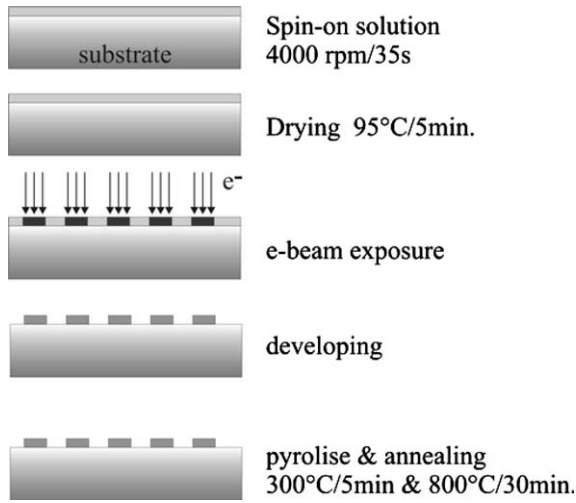 Spin-on solution
substrate
4000 rpm/35s
Drying 95°C/5min.
e-
e-beam exposure
developing
pyrolise & annealing
300°C/5min & 800°C/30min.